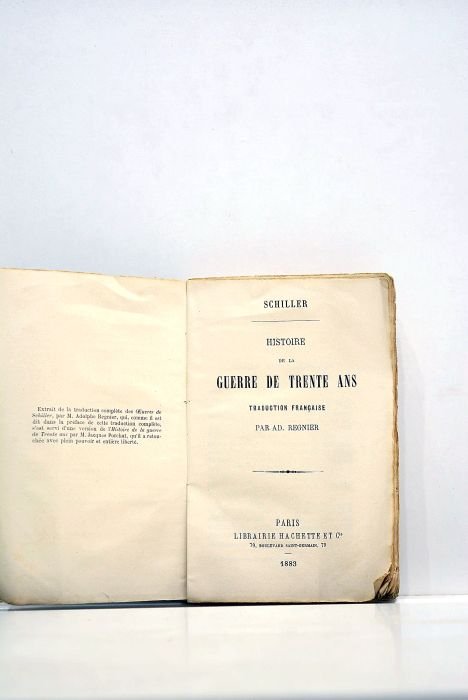 Extrait de la traduction complète des Œuvres de
Schiller, par M. Adolphe Regnier, qui, comme il est
dit dans la préface de cette traduction complète,
s'est servi d'une version de l'Histoire de la guerre
de Trente ans par M. Jacques Porchat, qu'il a retou-
chée avec plein pouvoir et entière liberté.
SCHILLER
HISTOIRE
DE LA
GUERRE DE TRENTE ANS
TRADUCTION FRANÇAISE
PAR AD. REGNIER
PARIS
LIBRAIRIE HACHETTE ET Cie
79, BOULEVARD SAINT-GERMAIN, 79
1883